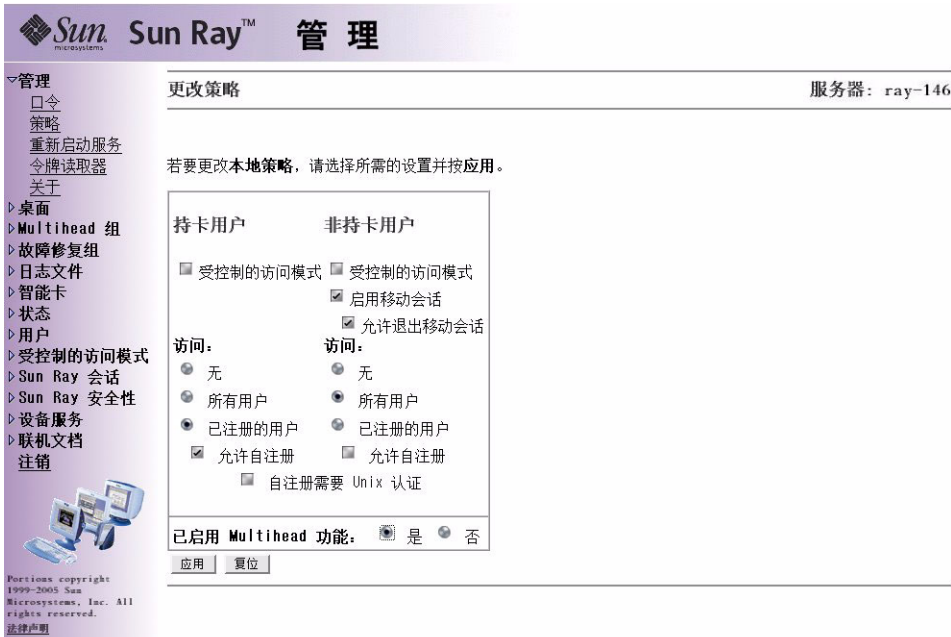 Sun microsystems Sun Ray™ 管 理
▽管理
口令
策略
重新启动服务
令牌读取器
关于
▷桌面
▷Multihead 组
▷故障修复组
▷日志文件
▷智能卡
▷状态
▷用户
▷受控制的访问模式
▷Sun Ray 会话
▷Sun Ray 安全性
▷设备服务
▷联机文档
注销
Portions copyright
1999-2005 Sun
Microsystems, Inc. All
rights reserved.
法律声明
更改策略 服务器: ray-146
若要更改本地策略，请选择所需的设置并按应用。
持卡用户 非持卡用户
受控制的访问模式 受控制的访问模式
启用移动会话
允许退出移动会话
访问： 访问：
无 无
所有用户 所有用户
已注册的用户 已注册的用户
允许自注册 允许自注册
自注册需要 Unix 认证
已启用 Multihead 功能： 是 否
应用 复位